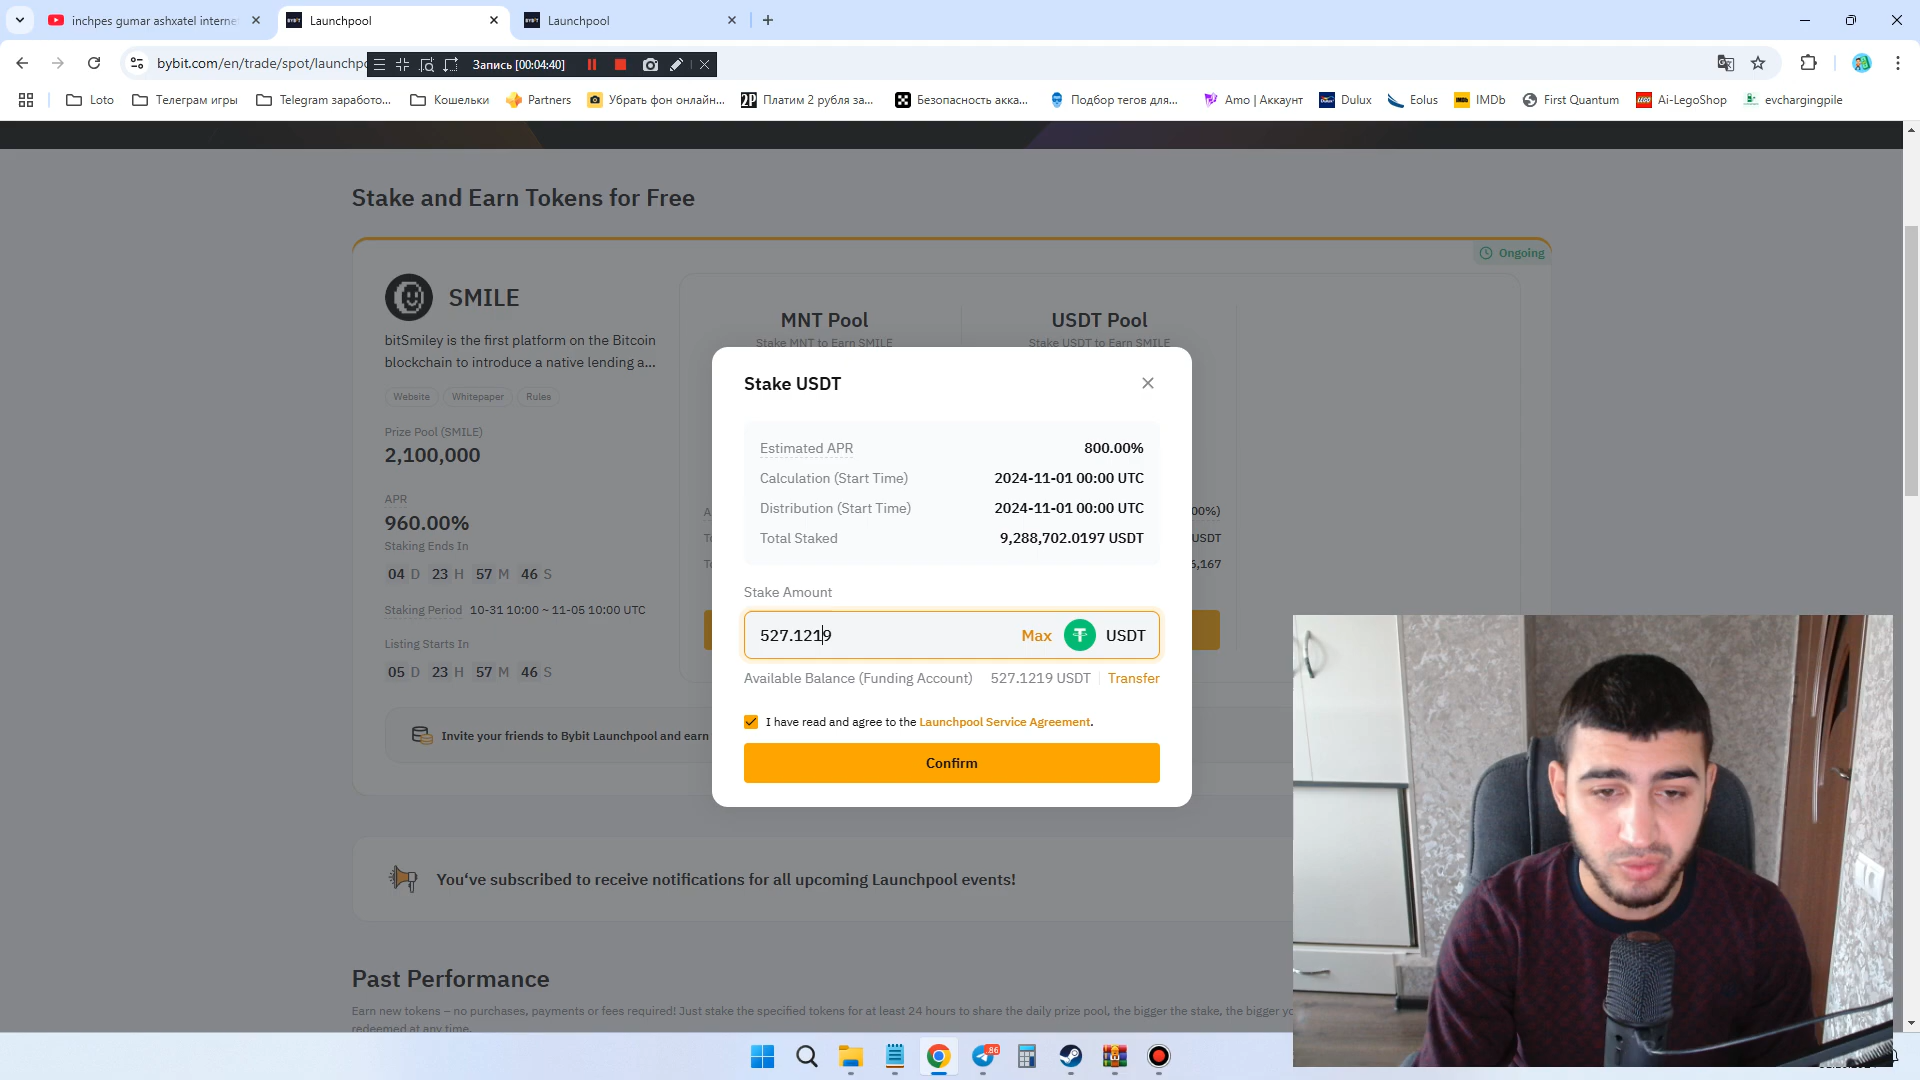 inchpes gumar ashxatel interne
Launchpool
Launchpool
bybit.com/en/trade/spot/launchpo
Запись [00:04:40]
Loto
Телеграм игры
Telegram заработо...
Кошельки
Partners
Убрать фон онлайн...
Платим 2 рубля за...
Безопасность акка...
Подбор тегов для...
Amo | Аккаунт
Dulux
Eolus
IMDb
First Quantum
Ai-LegoShop
evchargingpile
Stake and Earn Tokens for Free
Ongoing
SMILE
bitSmiley is the first platform on the Bitcoin
blockchain to introduce a native lending a...
Website
Whitepaper
Rules
Prize Pool (SMILE)
2,100,000
APR
960.00%
Staking Ends In
04 D 23 H 57 M 46 S
Staking Period 10-31 10:00 ~ 11-05 10:00 UTC
Listing Starts In
05 D 23 H 57 M 46 S
MNT Pool
Stake MNT to Earn SMILE
USDT Pool
Stake USDT to Earn SMILE
00%)
USDT
6,167
Stake USDT
Estimated APR 800.00%
Calculation (Start Time) 2024-11-01 00:00 UTC
Distribution (Start Time) 2024-11-01 00:00 UTC
Total Staked 9,288,702.0197 USDT
Stake Amount
527.1219 Max USDT
Available Balance (Funding Account) 527.1219 USDT Transfer
I have read and agree to the Launchpool Service Agreement.
Confirm
Invite your friends to Bybit Launchpool and earn
You've subscribed to receive notifications for all upcoming Launchpool events!
Past Performance
Earn new tokens – no purchases, payments or fees required! Just stake the specified tokens for at least 24 hours to share the daily prize pool, the bigger the stake, the bigger yo
redeemed at any time.
86